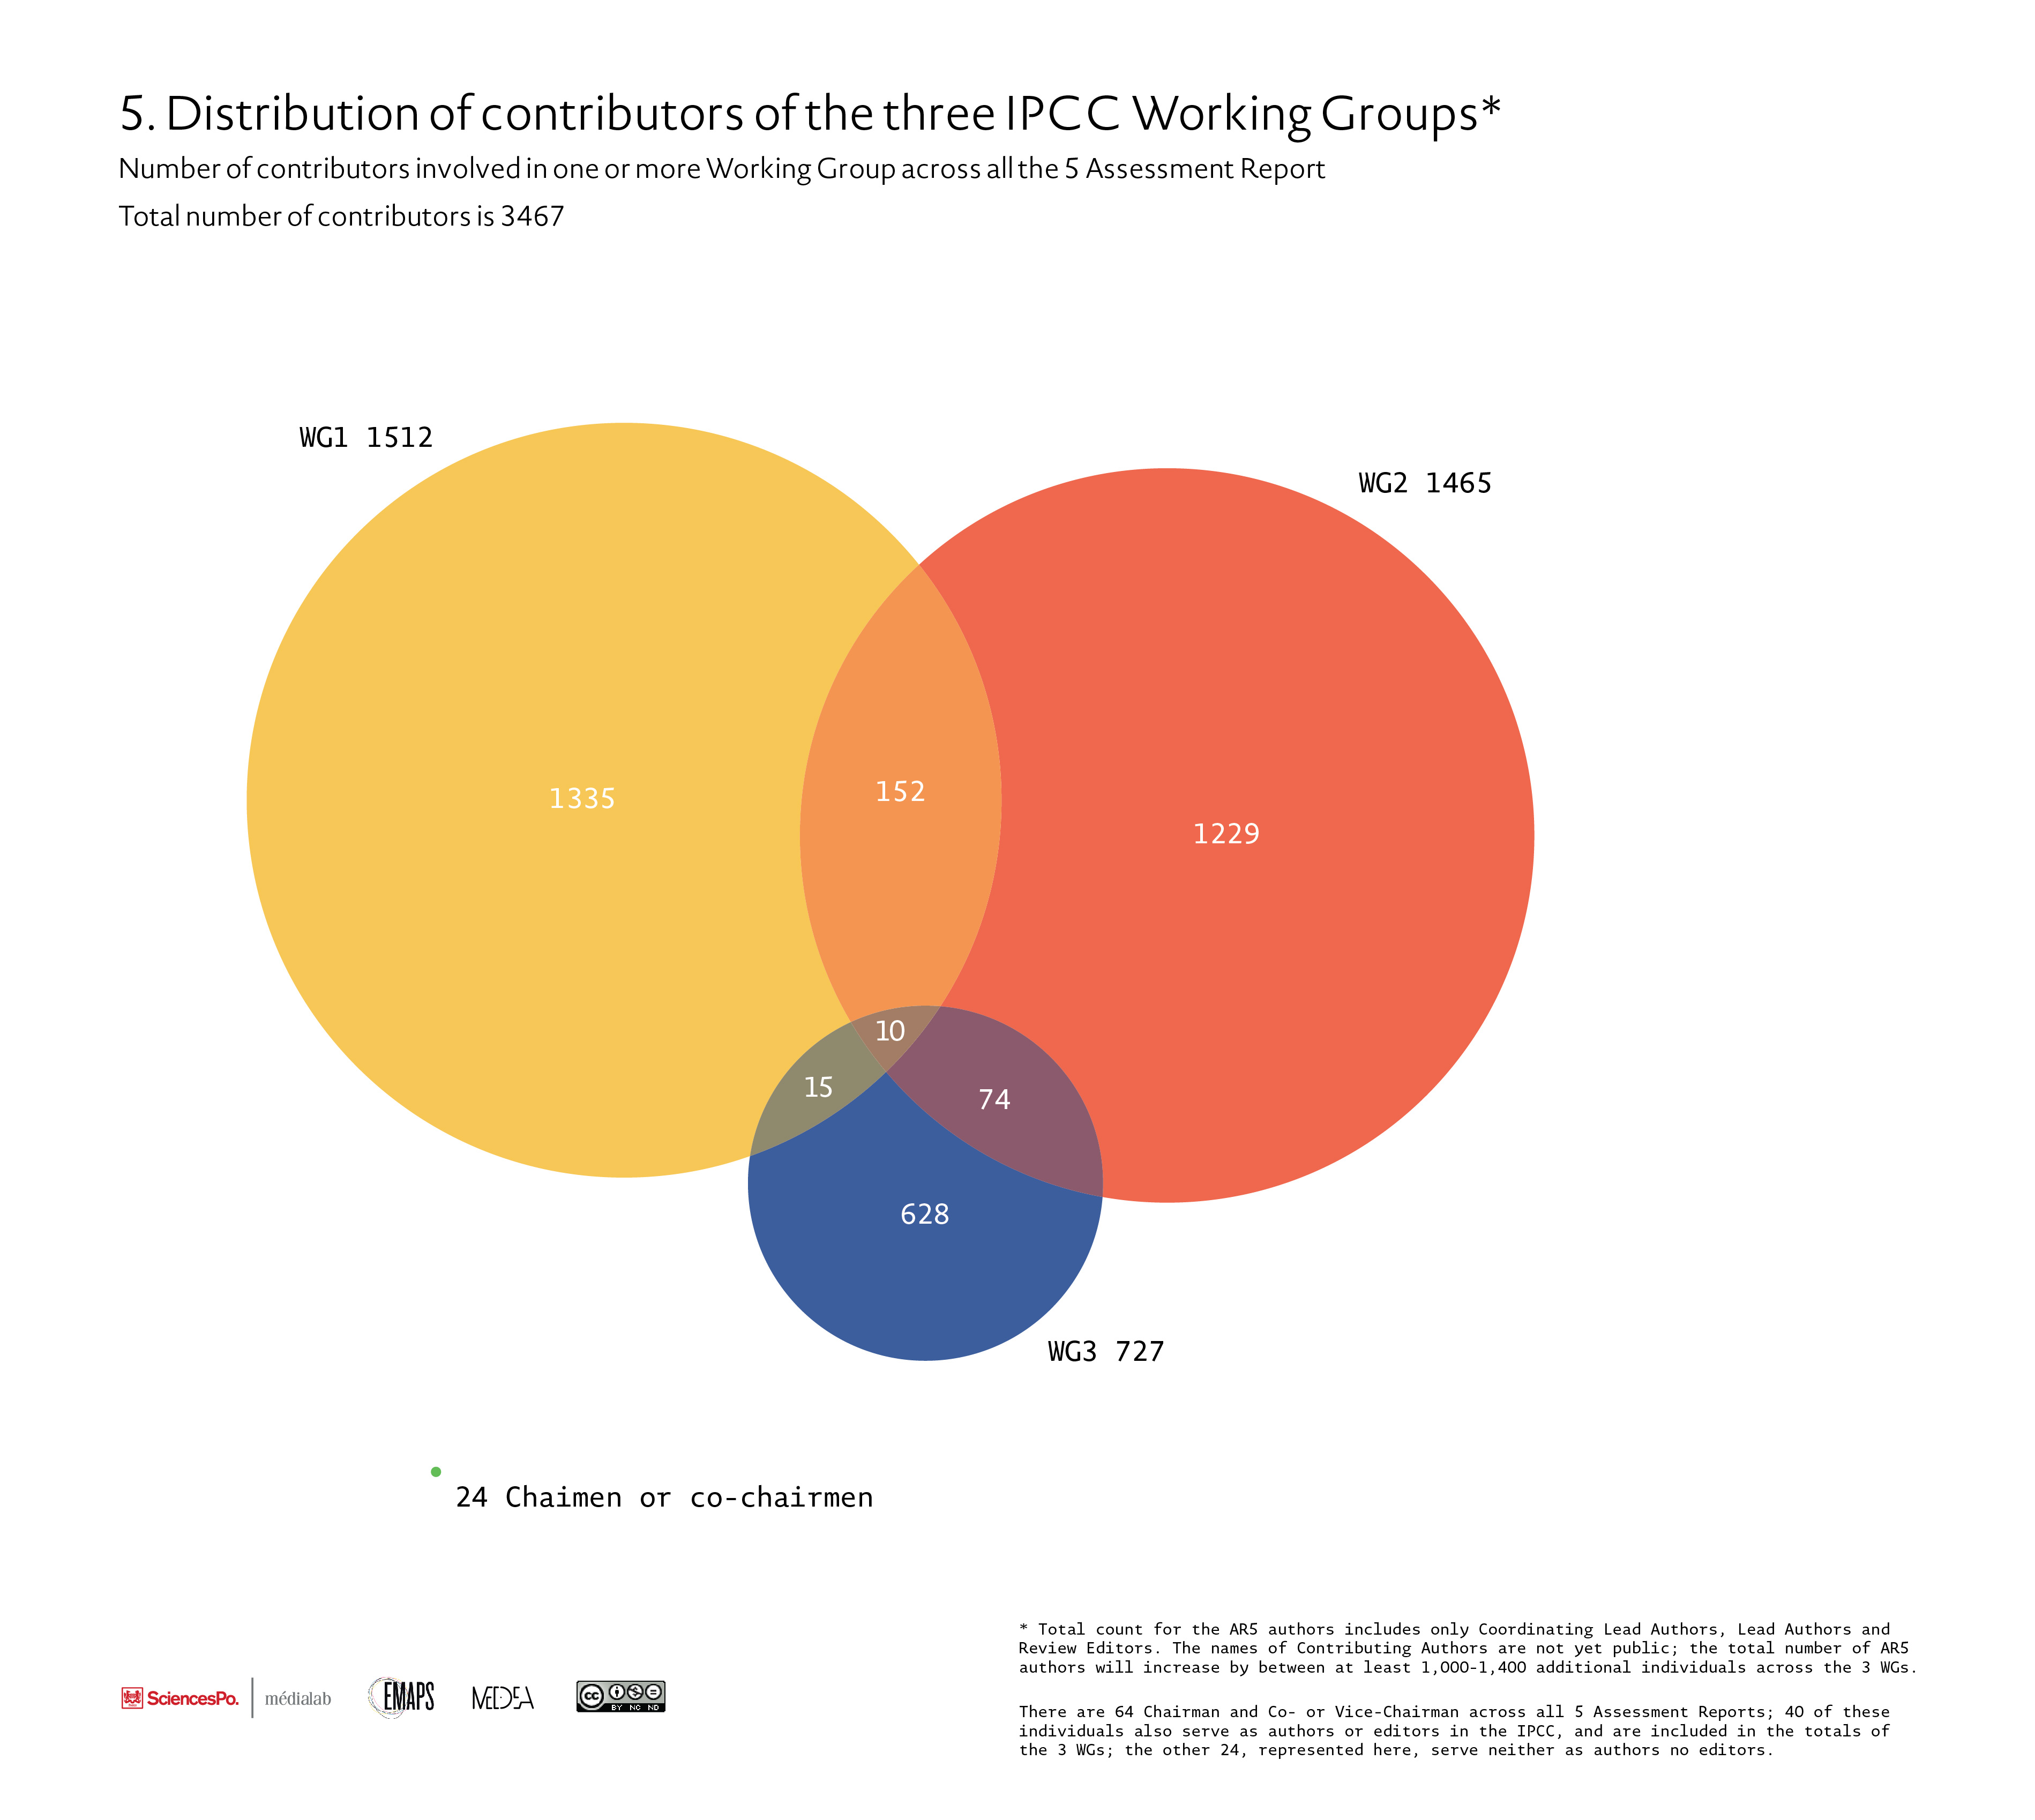 5. Distribution of contributors of the three IPCC Working Groups*
Number of contributors involved in one or more Working Group across all the 5 Assessment Report
Total number of contributors is 3467
WG1 1512
WG2 1465
1335
152
1229
10
15
74
628
WG3 727
24 Chaimen or co-chairmen
* Total count for the AR5 authors includes only Coordinating Lead Authors, Lead Authors and
Review Editors. The names of Contributing Authors are not yet public; the total number of AR5
authors will increase by between at least 1,000-1,400 additional individuals across the 3 WGs.
There are 64 Chairman and Co- or Vice-Chairman across all 5 Assessment Reports; 40 of these
individuals also serve as authors or editors in the IPCC, and are included in the totals of
the 3 WGs; the other 24, represented here, serve neither as authors no editors.
SciencesPo. médialab EMAPS MEDEA cc BY NC ND